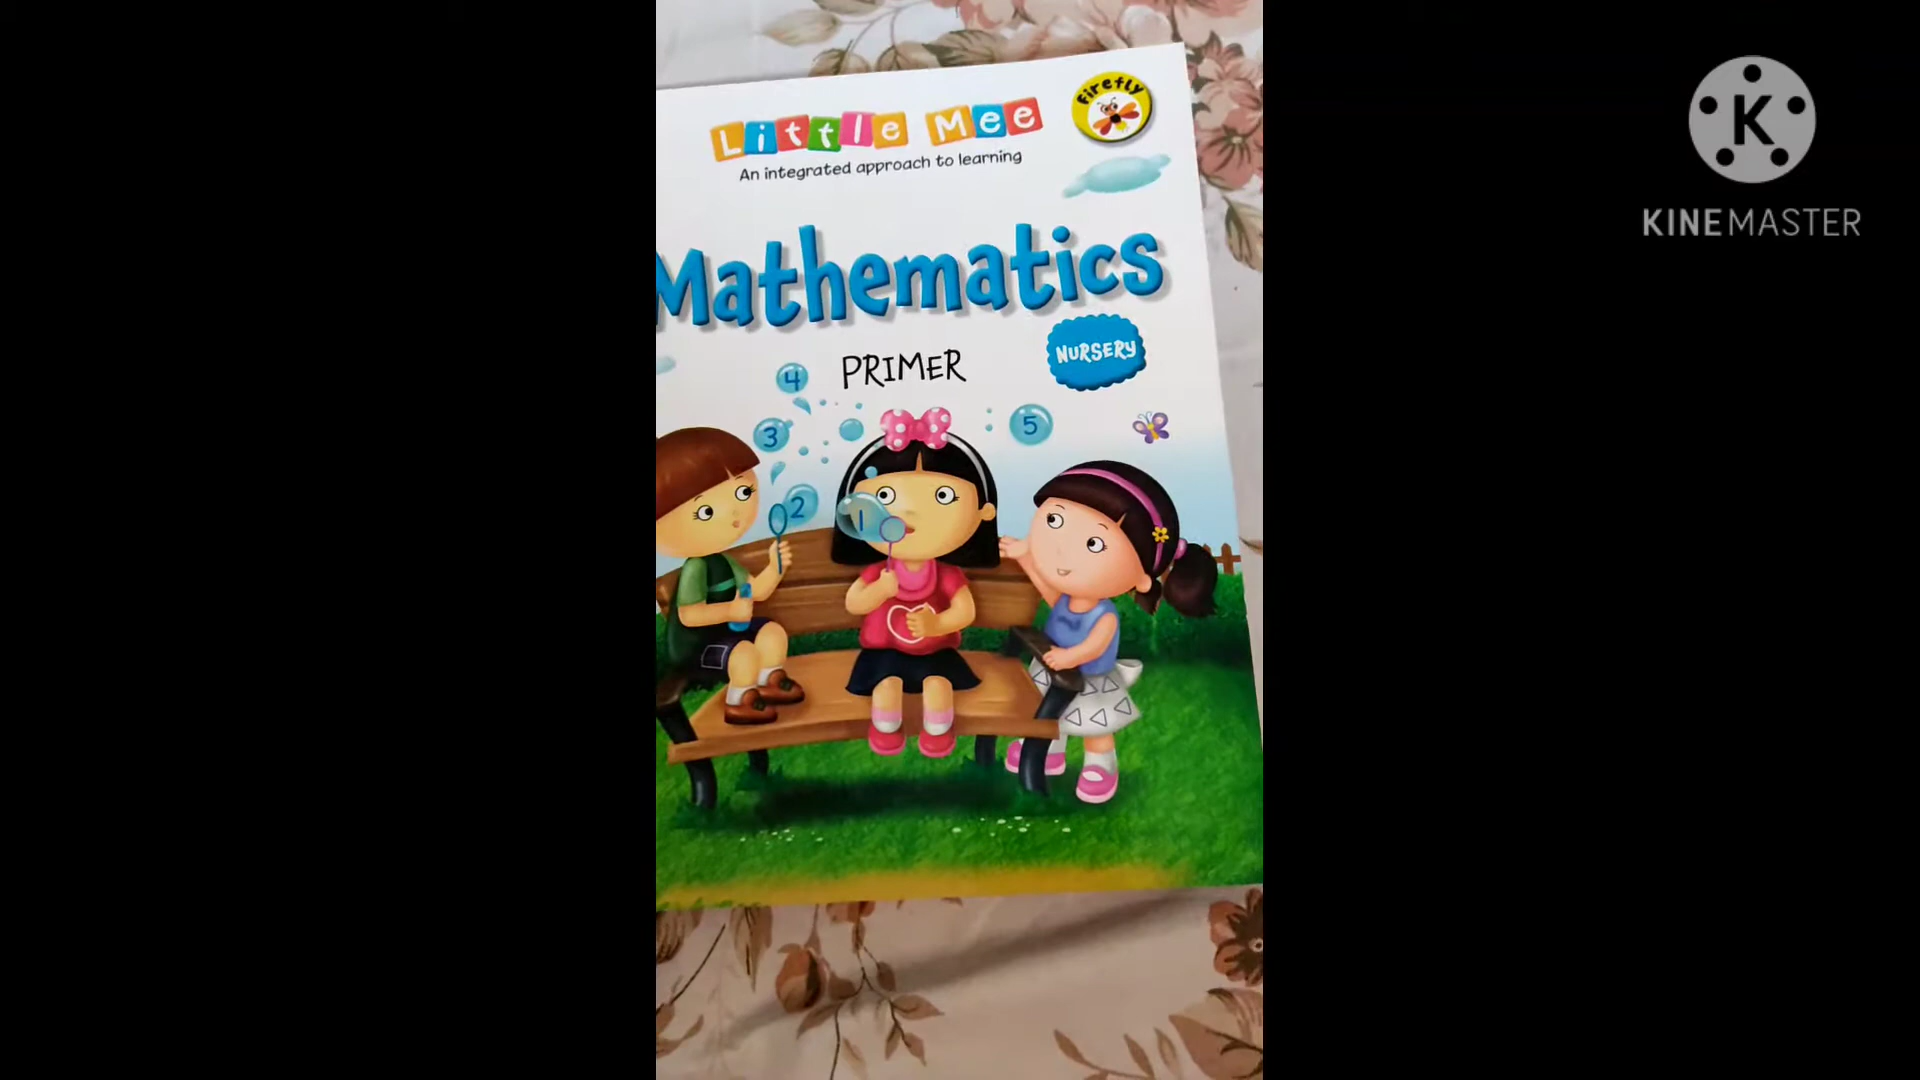 Little Mee
firefly
An integrated approach to learning
Mathematics
PRIMER
NURSERY
4
3
5
2
1
K
KINEMASTER